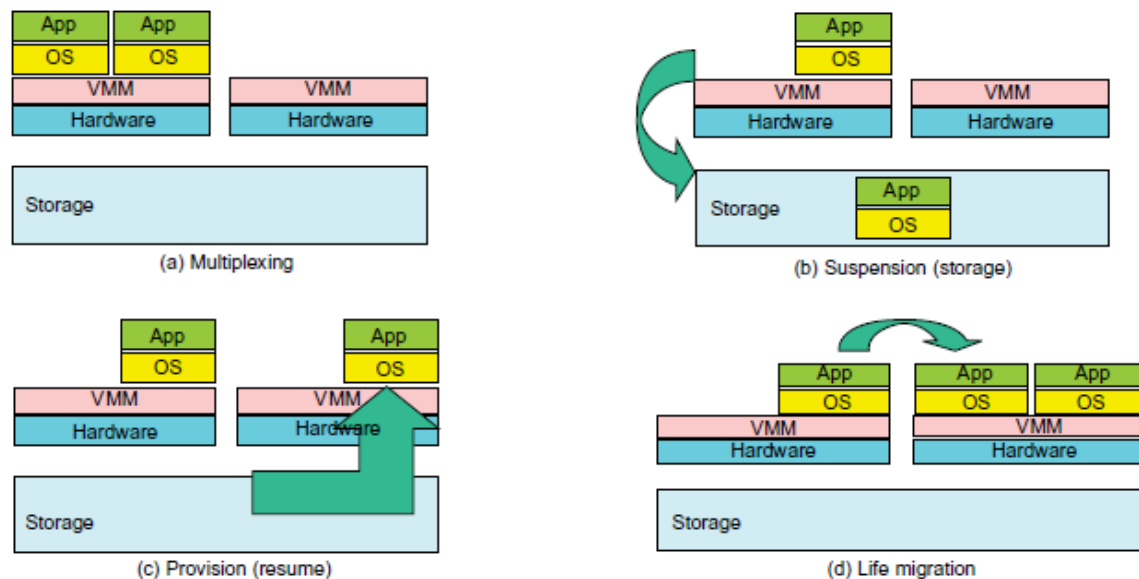 App App
OS OS
VMM VMM
Hardware Hardware
Storage
(a) Multiplexing
App
OS
VMM VMM
Hardware Hardware
App
Storage
OS
(b) Suspension (storage)
App App
OS OS
VMM VMM
Hardware Hardware
Storage
(c) Provision (resume)
App App App
OS OS OS
VMM VMM
Hardware Hardware
Storage
(d) Life migration